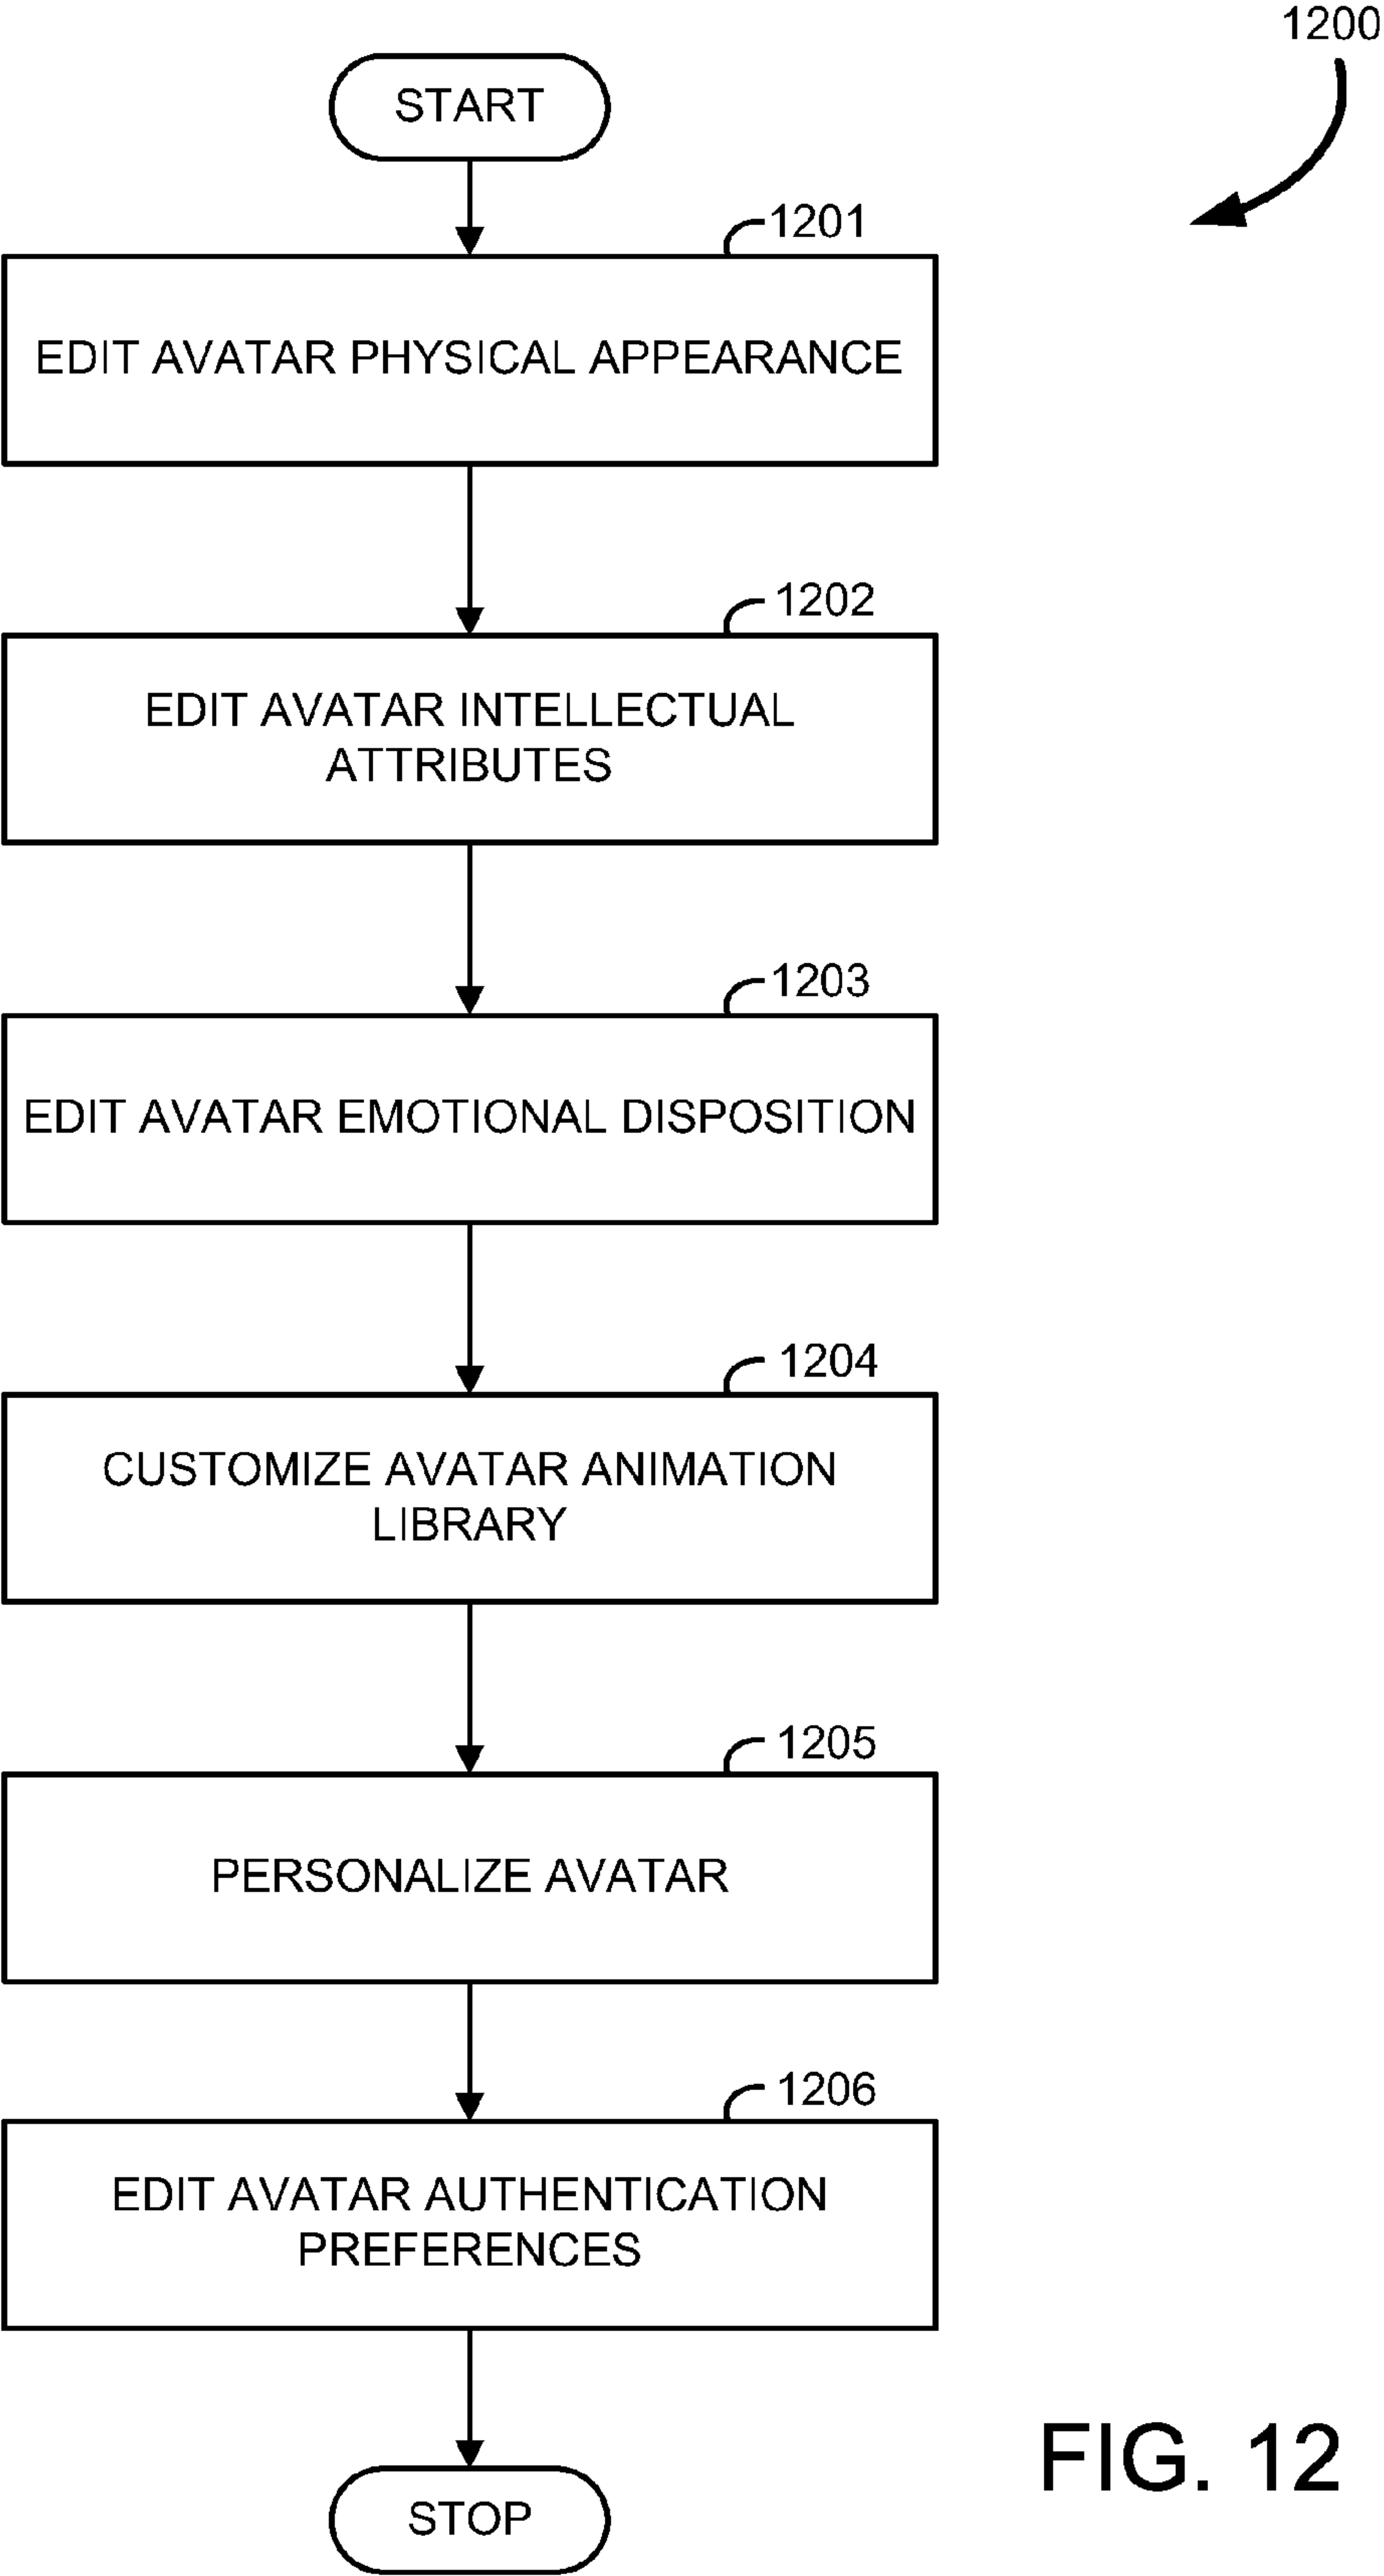 1200
START
1201
EDIT AVATAR PHYSICAL APPEARANCE
1202
EDIT AVATAR INTELLECTUAL
ATTRIBUTES
1203
EDIT AVATAR EMOTIONAL DISPOSITION
1204
CUSTOMIZE AVATAR ANIMATION
LIBRARY
1205
PERSONALIZE AVATAR
1206
EDIT AVATAR AUTHENTICATION
PREFERENCES
STOP
FIG. 12